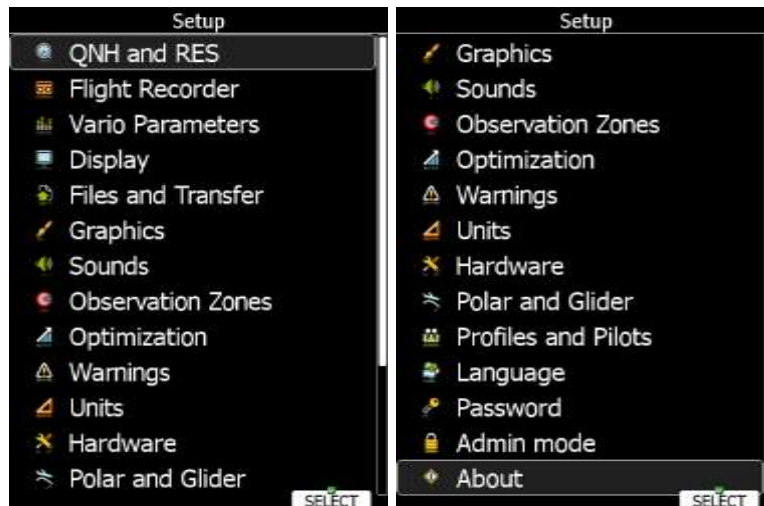 Setup
QNH and RES
Flight Recorder
Vario Parameters
Display
Files and Transfer
Graphics
Sounds
Observation Zones
Optimization
Warnings
Units
Hardware
Polar and Glider
SELECT
Setup
Graphics
Sounds
Observation Zones
Optimization
Warnings
Units
Hardware
Polar and Glider
Profiles and Pilots
Language
Password
Admin mode
About
SELECT